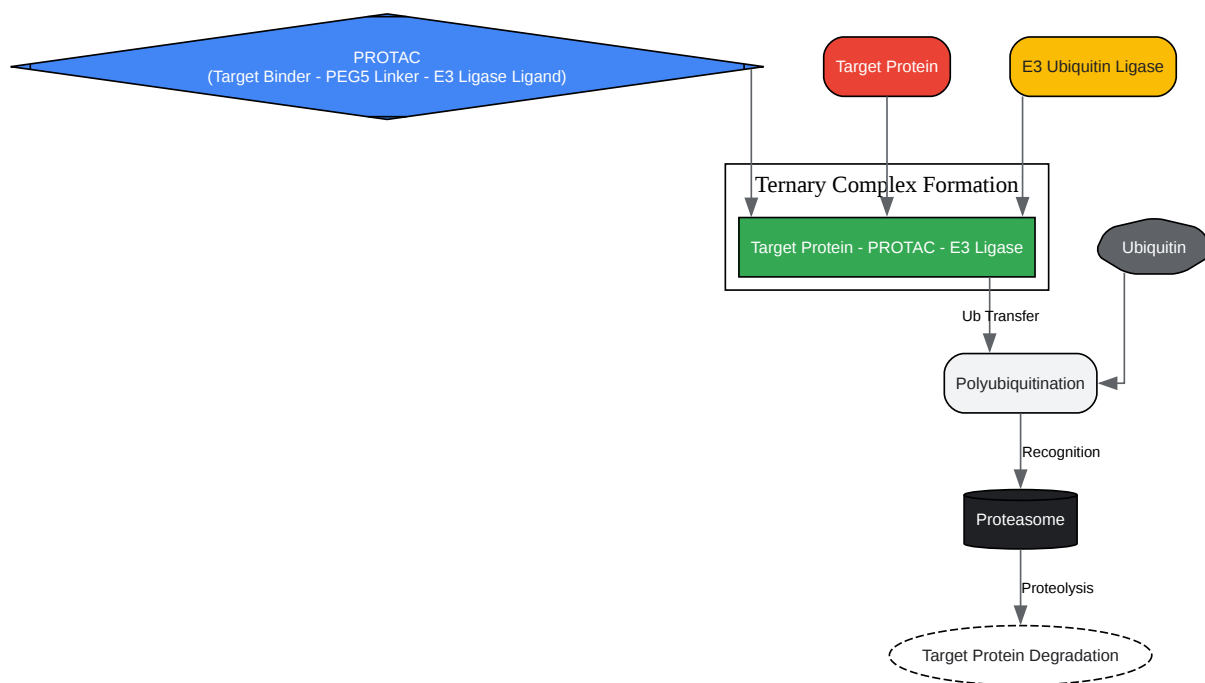 PROTAC
(Target Binder - PEG5 Linker - E3 Ligase Ligand)
Target Protein
E3 Ubiquitin Ligase
Ternary Complex Formation
Target Protein - PROTAC - E3 Ligase
Ubiquitin
Ub Transfer
Polyubiquitination
Recognition
Proteasome
Proteolysis
Target Protein Degradation